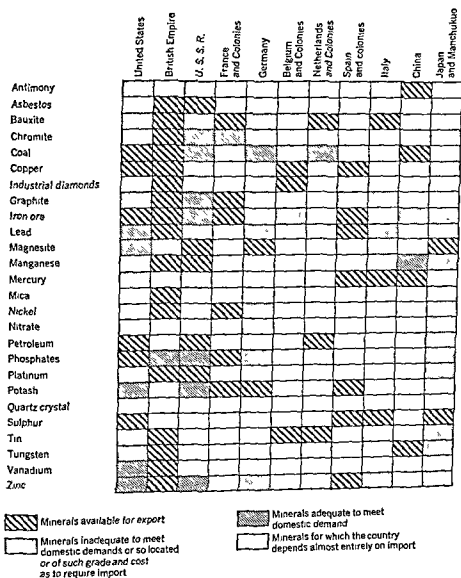 United States
British Empire
U. S. S. R.
France
and Colonies
Germany
Belgium
and Colonies
Netherlands
and Colonies
Spain
and colonies
Italy
China
Japan
and Manchukuo
Antimony
Asbestos
Bauxite
Chromite
Coal
Copper
Industrial diamonds
Graphite
Iron ore
Lead
Magnesite
Manganese
Mercury
Mica
Nickel
Nitrate
Petroleum
Phosphates
Platinum
Potash
Quartz crystal
Sulphur
Tin
Tungsten
Vanadium
Zinc
Minerals available for export
Minerals inadequate to meet
domestic demands or so located
or of such grade and cost
as to require import
Minerals adequate to meet
domestic demand
Minerals for which the country
depends almost entirely on import